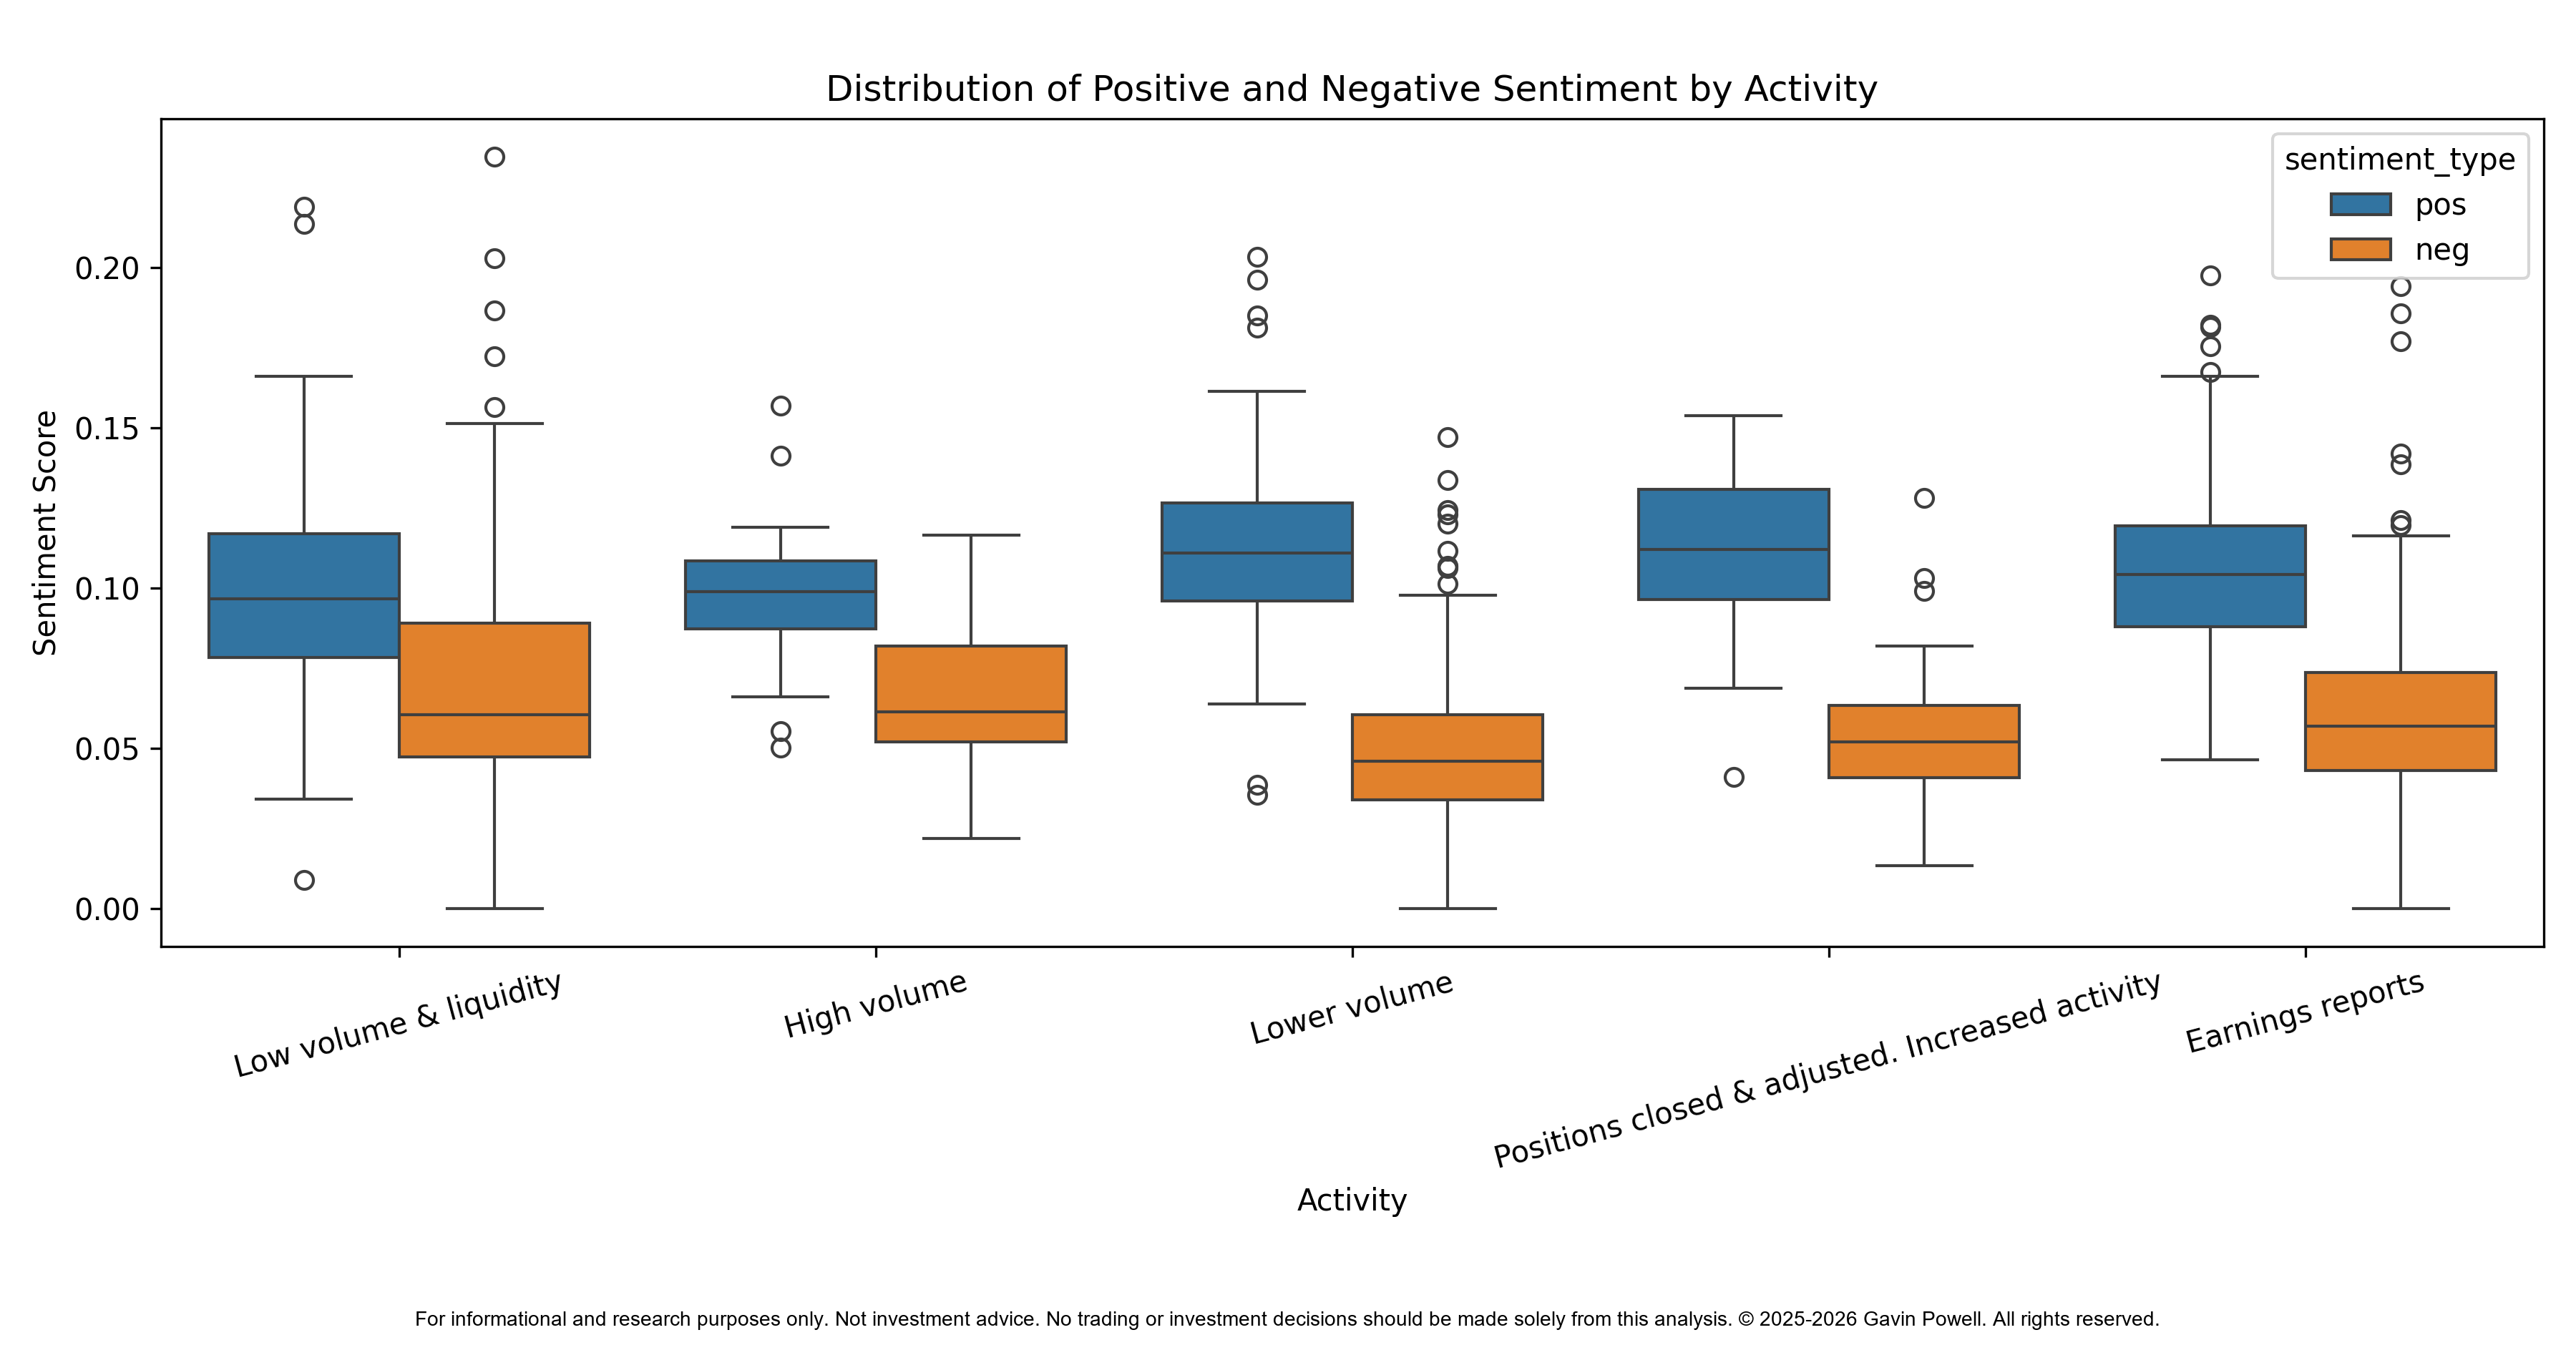 Distribution of Positive and Negative Sentiment by Activity
sentiment_type
pos
neg
Sentiment Score
0.20
0.15
0.10
0.05
0.00
Low volume & liquidity
High volume
Lower volume
Positions closed & adjusted. Increased activity
Earnings reports
Activity
For informational and research purposes only. Not investment advice. No trading or investment decisions should be made solely from this analysis. © 2025-2026 Gavin Powell. All rights reserved.